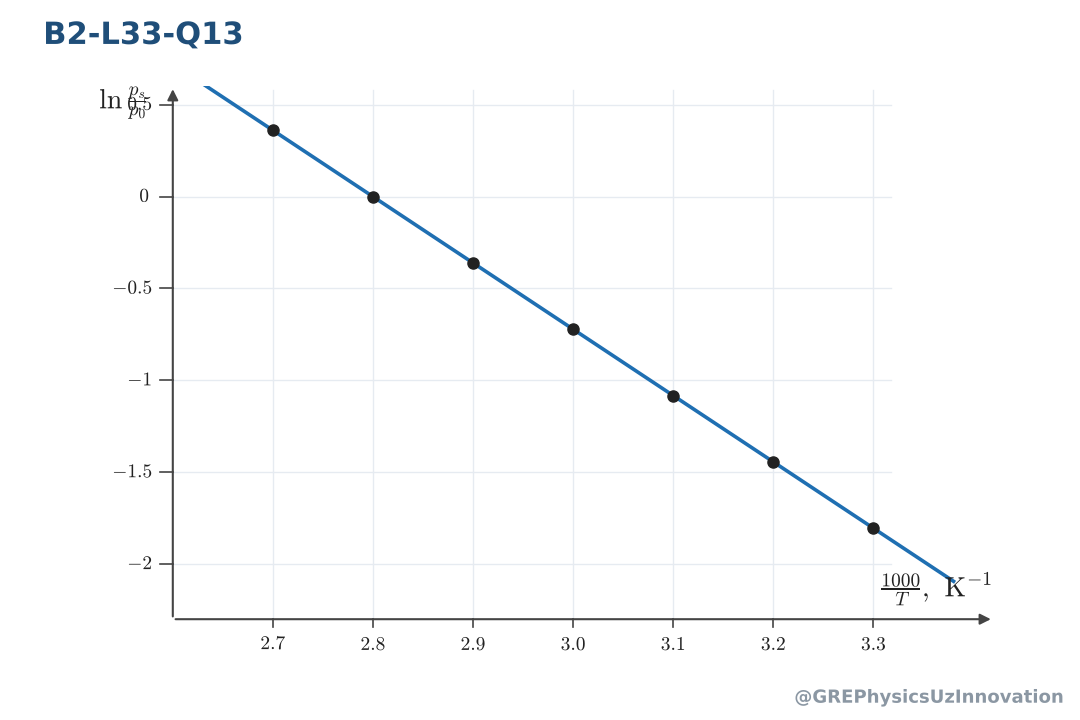 B2-L33-Q13
ln p_s/p_0
0.5
0
−0.5
−1
−1.5
−2
1000/T, K⁻¹
2.7 2.8 2.9 3.0 3.1 3.2 3.3
@GREPhysicsUzInnovation